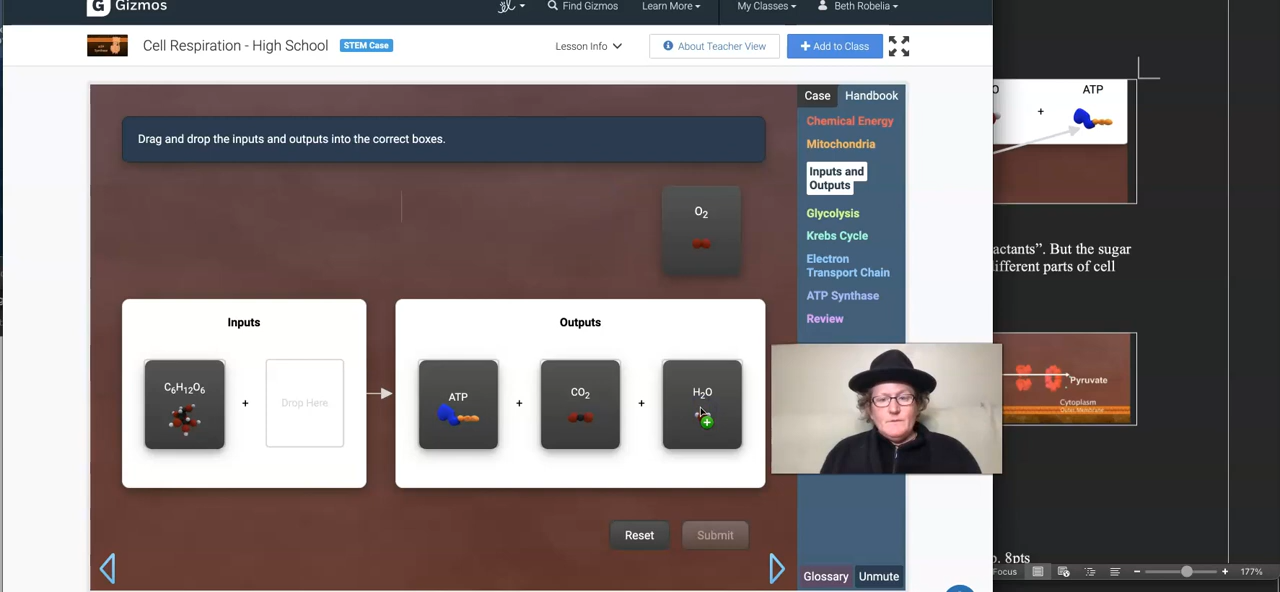 G Gizmos
Find Gizmos
Learn More
My Classes
Beth Robelia
Cell Respiration - High School
STEM Case
Lesson Info
About Teacher View
+ Add to Class
Drag and drop the inputs and outputs into the correct boxes.
O₂
Inputs
Outputs
C₆H₁₂O₆
+
Drop Here
ATP
+
CO₂
+
H₂O
Reset
Submit
Case
Handbook
Chemical Energy
Mitochondria
Inputs and
Outputs
Glycolysis
Krebs Cycle
Electron
Transport Chain
ATP Synthase
Review
Glossary
Unmute
O
+
ATP
actants”. But the sugar
ifferent parts of cell
Pyruvate
Cytoplasm
Outer Membrane
. 8pts
Focus
177%